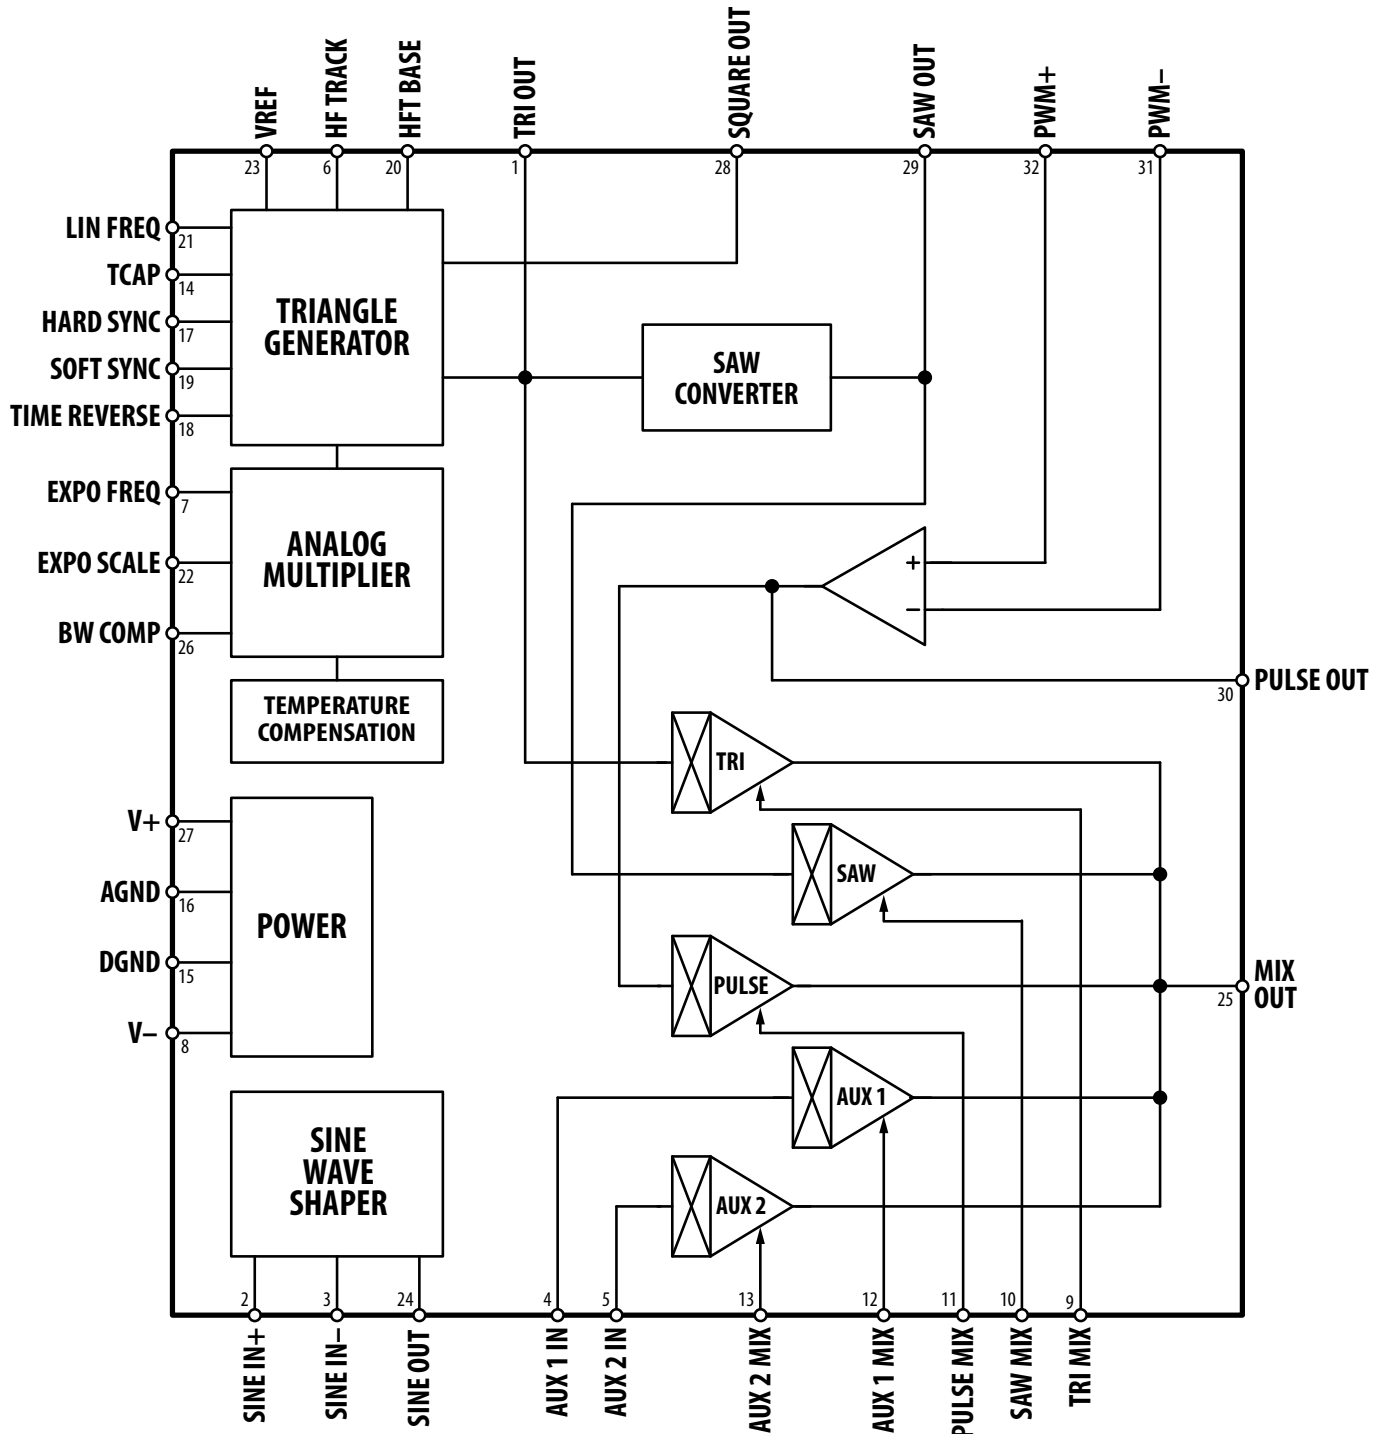 VREF
HF TRACK
HFT BASE
TRI OUT
SQUARE OUT
SAW OUT
PWM+
PWM–
23
6
20
1
28
29
32
31
LIN FREQ
21
TCAP
14
HARD SYNC
17
SOFT SYNC
19
TIME REVERSE
18
TRIANGLE
GENERATOR
SAW
CONVERTER
EXPO FREQ
7
EXPO SCALE
22
BW COMP
26
ANALOG
MULTIPLIER
+
–
TEMPERATURE
COMPENSATION
30
PULSE OUT
TRI
SAW
PULSE
AUX 1
AUX 2
V+
27
AGND
16
DGND
15
V–
8
POWER
MIX
OUT
25
SINE
WAVE
SHAPER
2
3
24
4
5
13
12
11
10
9
SINE IN+
SINE IN–
SINE OUT
AUX 1 IN
AUX 2 IN
AUX 2 MIX
AUX 1 MIX
PULSE MIX
SAW MIX
TRI MIX